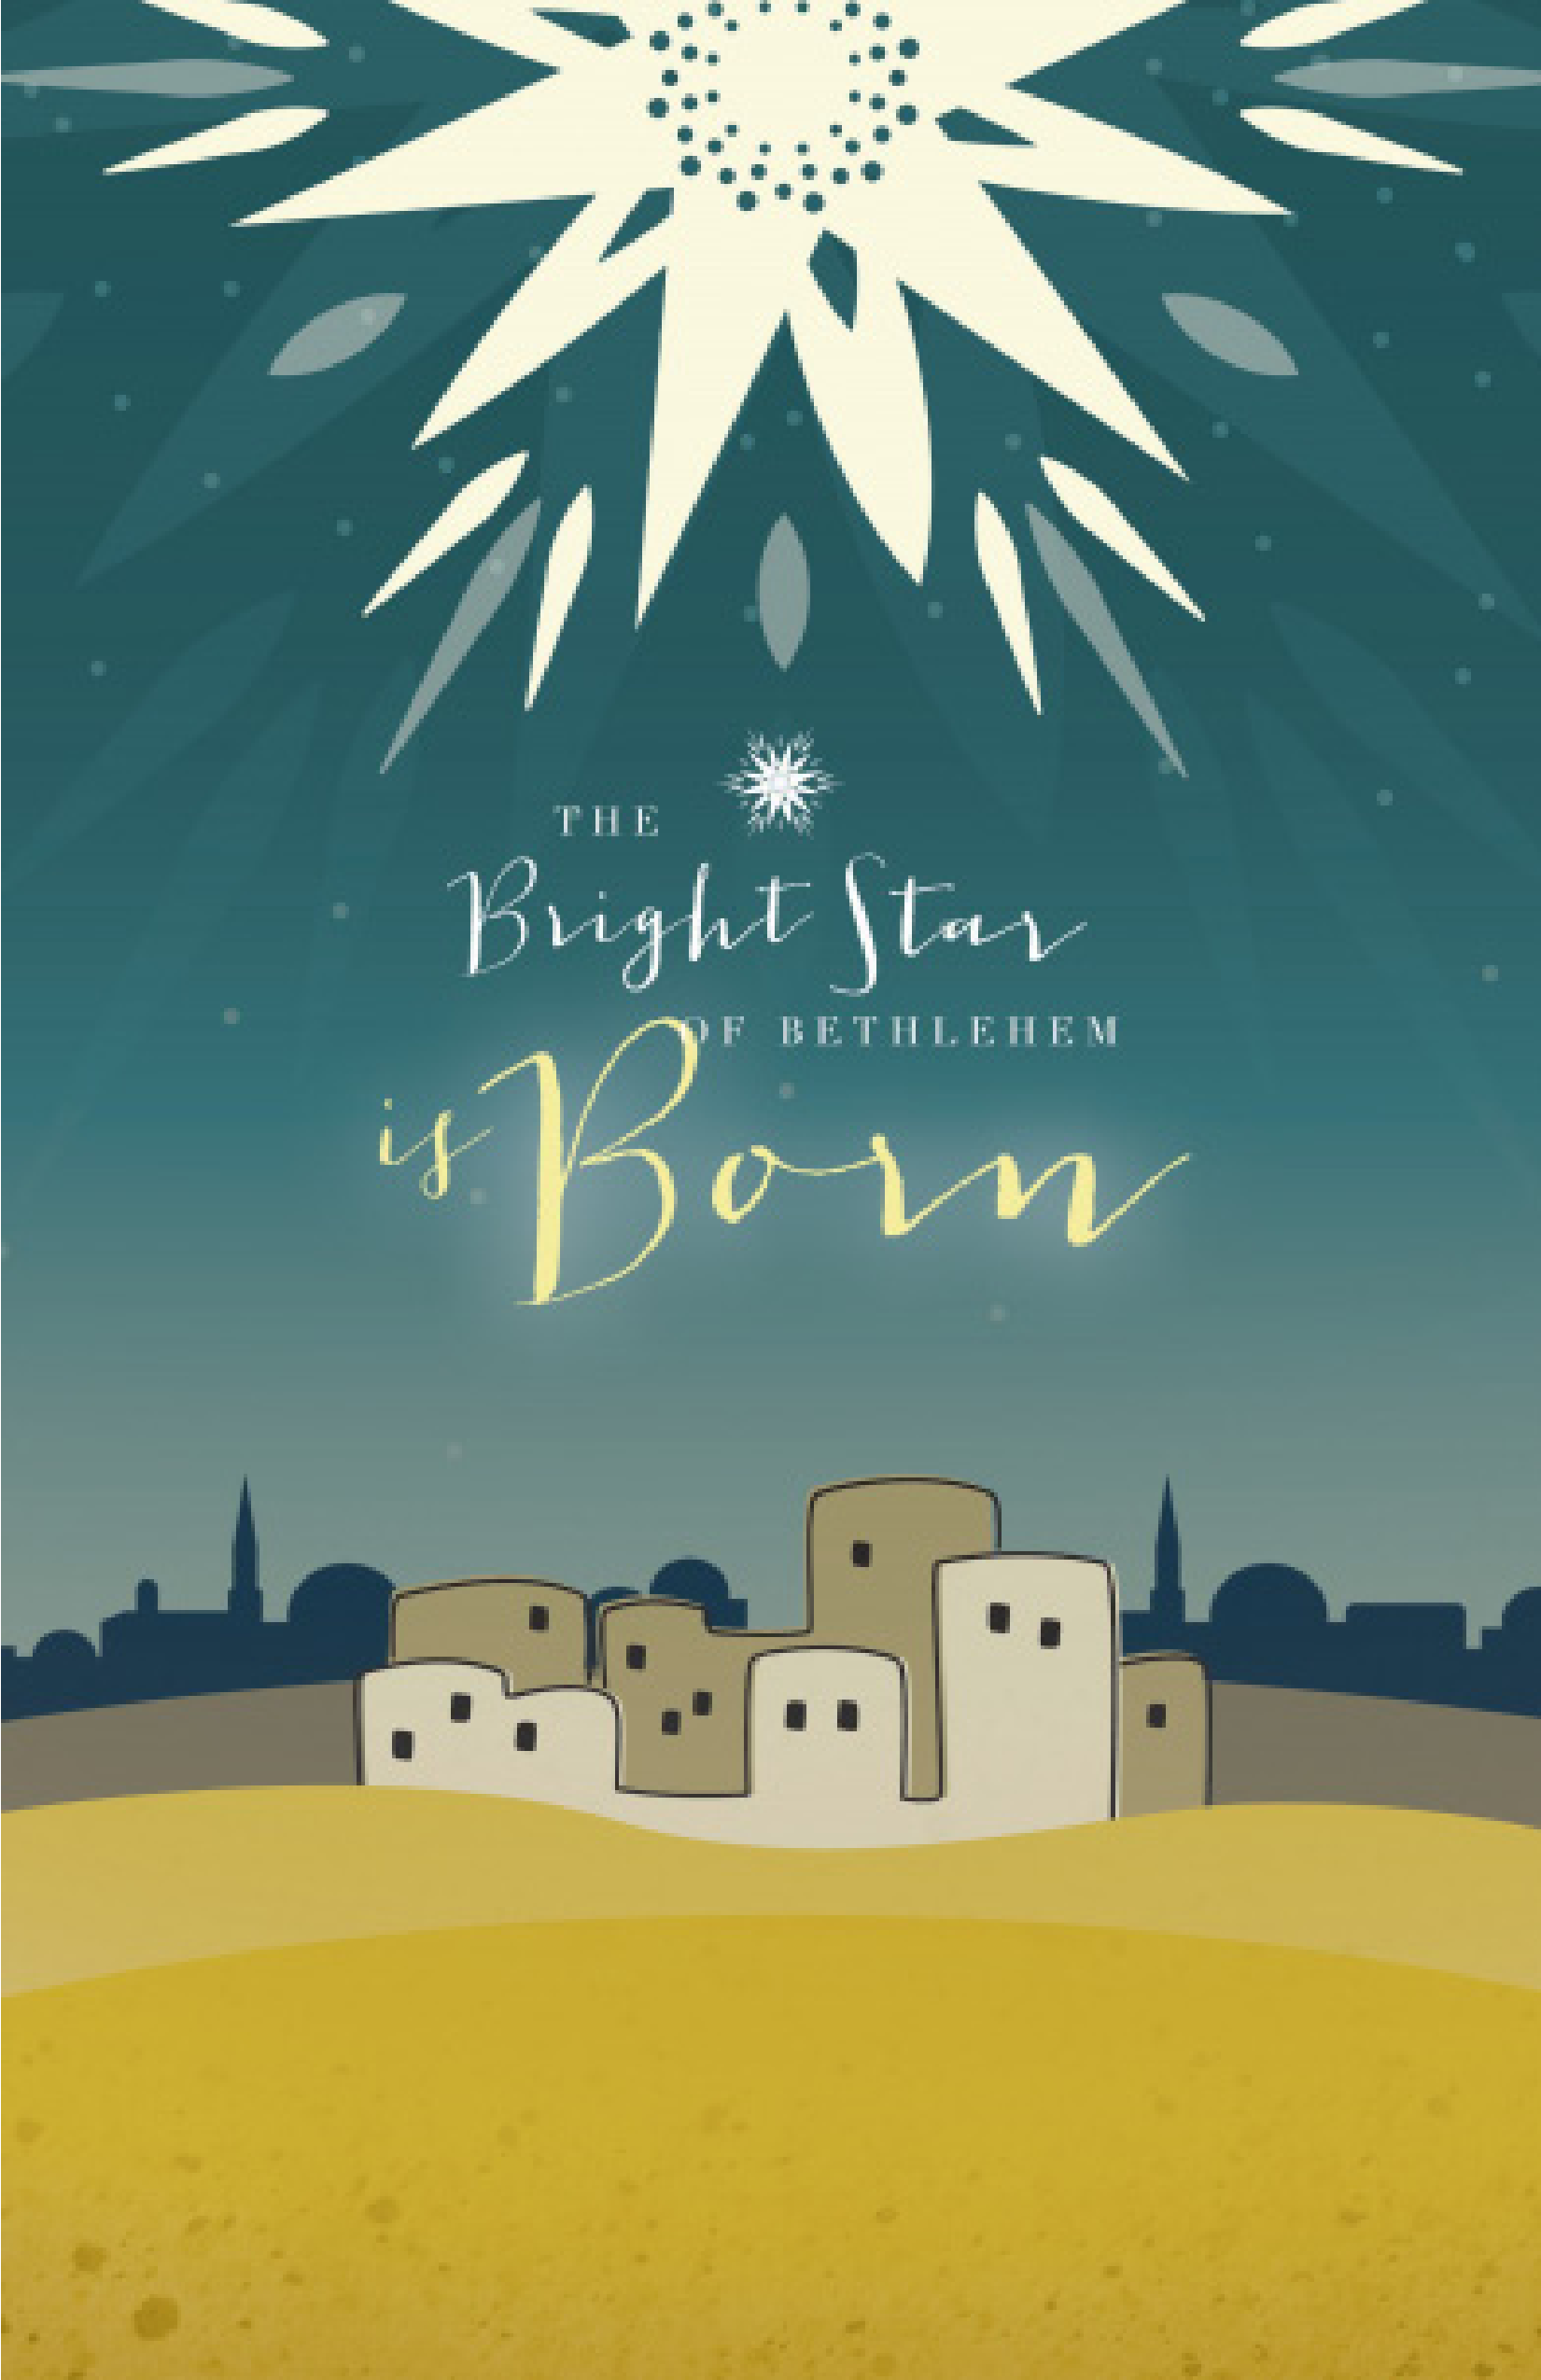 THE
Bright Star
OF BETHLEHEM
is Born